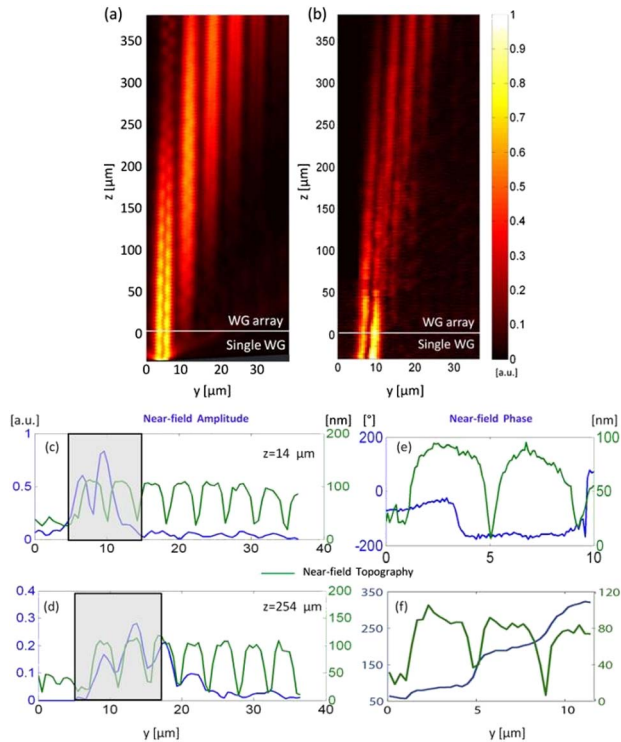 (a) (b)
350
300
250
200
150
100
50
0
z [μm]
WG array
Single WG
0 10 20 30
y [μm]
350
300
250
200
150
100
50
0
z [μm]
WG array
Single WG
0 10 20 30
y [μm]
1
0.9
0.8
0.7
0.6
0.5
0.4
0.3
0.2
0.1
0
[a.u.]
[a.u.] Near-field Amplitude [nm]
1
0.5
0
(c) z=14 μm
200
150
100
50
0
0 10 20 30 40
[°] Near-field Phase [nm]
200
0
-200
(e)
100
50
0
0 5 10
Near-field Topography
0.4
0.3
0.2
0.1
0
(d) z=254 μm
200
150
100
50
0
0 10 20 30 40
y [μm]
350
250
150
50
(f)
120
80
40
0
0 5 10
y [μm]